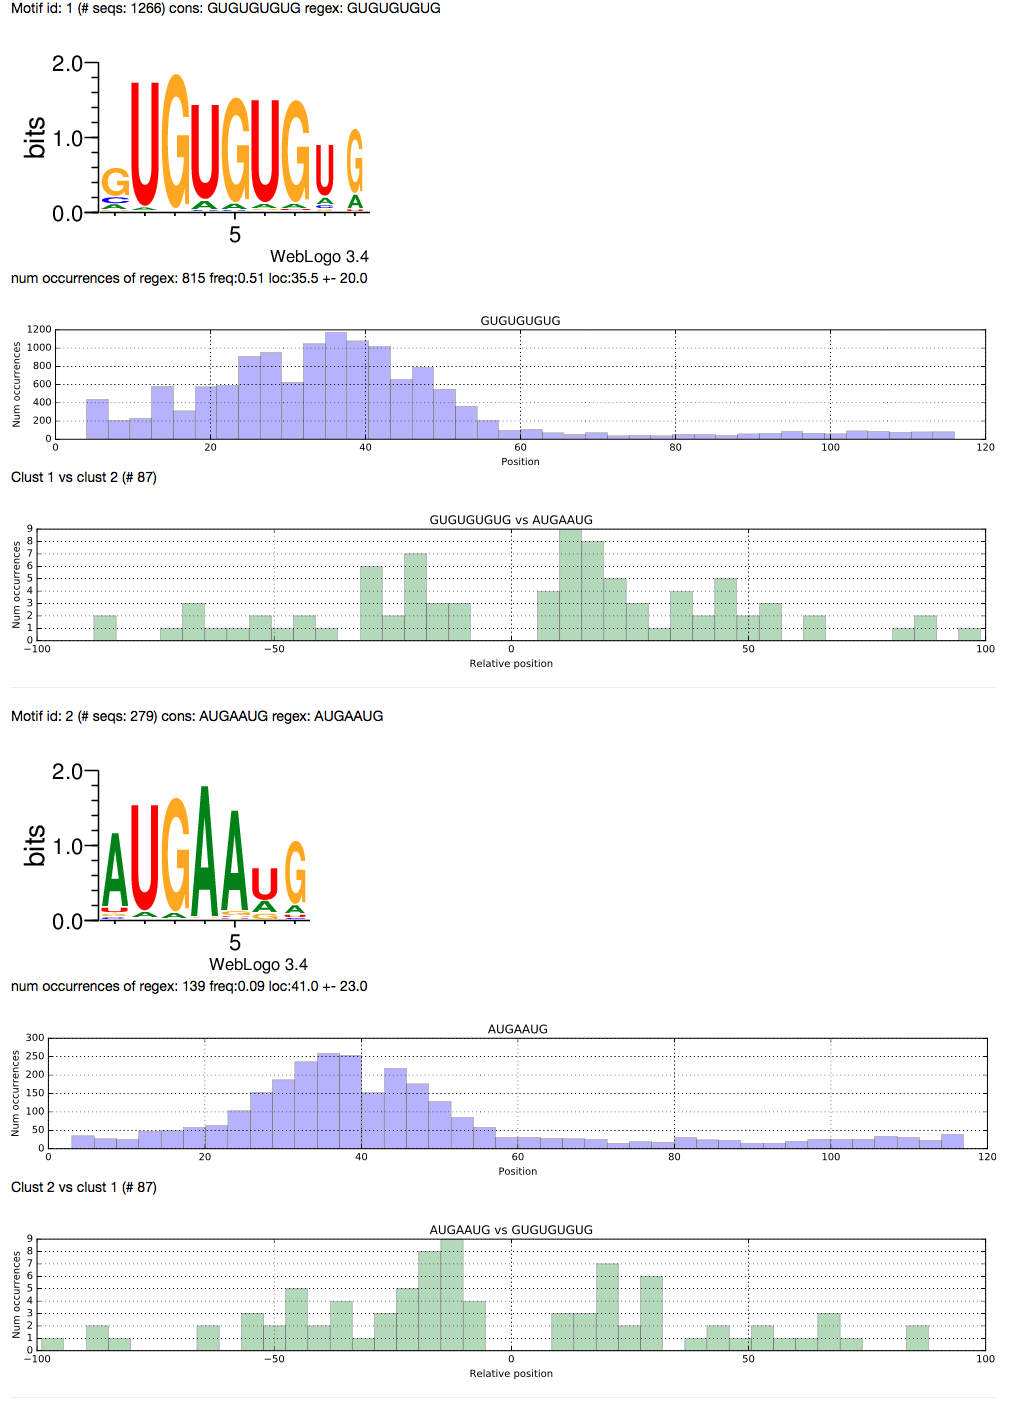 Motif id: 1 (# seqs: 1266) cons: GUGUGUGUG regex: GUGUGUGUG
2.0
bits
1.0
0.0
GUGUGUGUG
5
WebLogo 3.4
num occurrences of regex: 815 freq:0.51 loc:35.5 +- 20.0
GUGUGUGUG
Num occurrences
1200
1000
800
600
400
200
0
0 20 40 60 80 100 120
Position
Clust 1 vs clust 2 (# 87)
GUGUGUGUG vs AUGAAUG
Num occurrences
9
8
7
6
5
4
3
2
1
0
−100 −50 0 50 100
Relative position
Motif id: 2 (# seqs: 279) cons: AUGAAUG regex: AUGAAUG
2.0
bits
1.0
0.0
AUGAAUG
5
WebLogo 3.4
num occurrences of regex: 139 freq:0.09 loc:41.0 +- 23.0
AUGAAUG
Num occurrences
300
250
200
150
100
50
0
0 20 40 60 80 100 120
Position
Clust 2 vs clust 1 (# 87)
AUGAAUG vs GUGUGUGUG
Num occurrences
9
8
7
6
5
4
3
2
1
0
−100 −50 0 50 100
Relative position